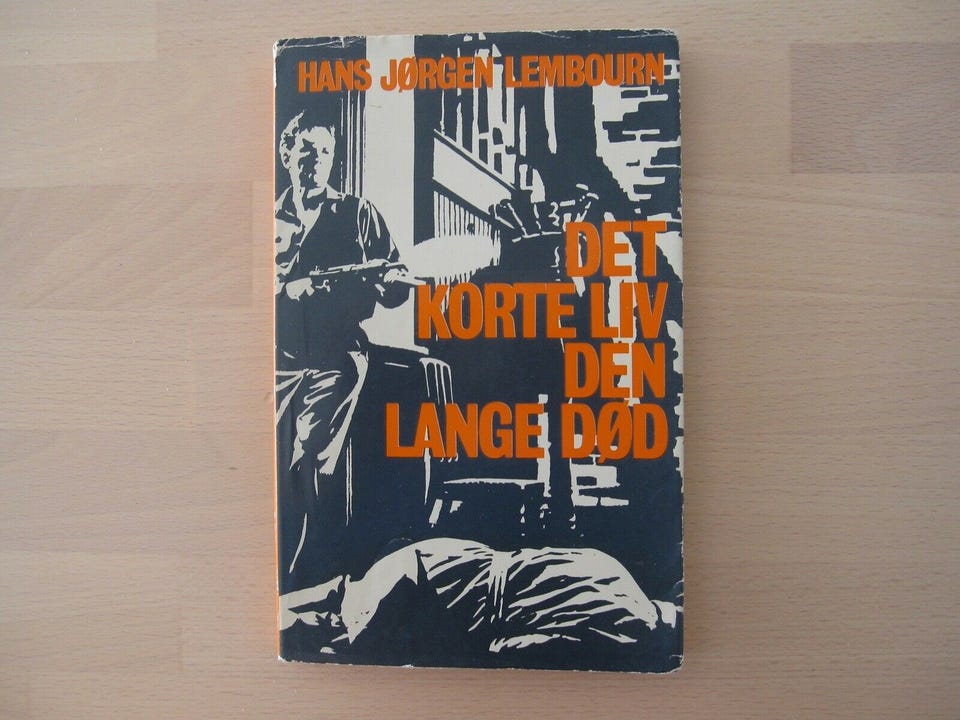 HANS JØRGEN LEMBOURN
DET
KORTE LIV
DEN
LANGE DØD